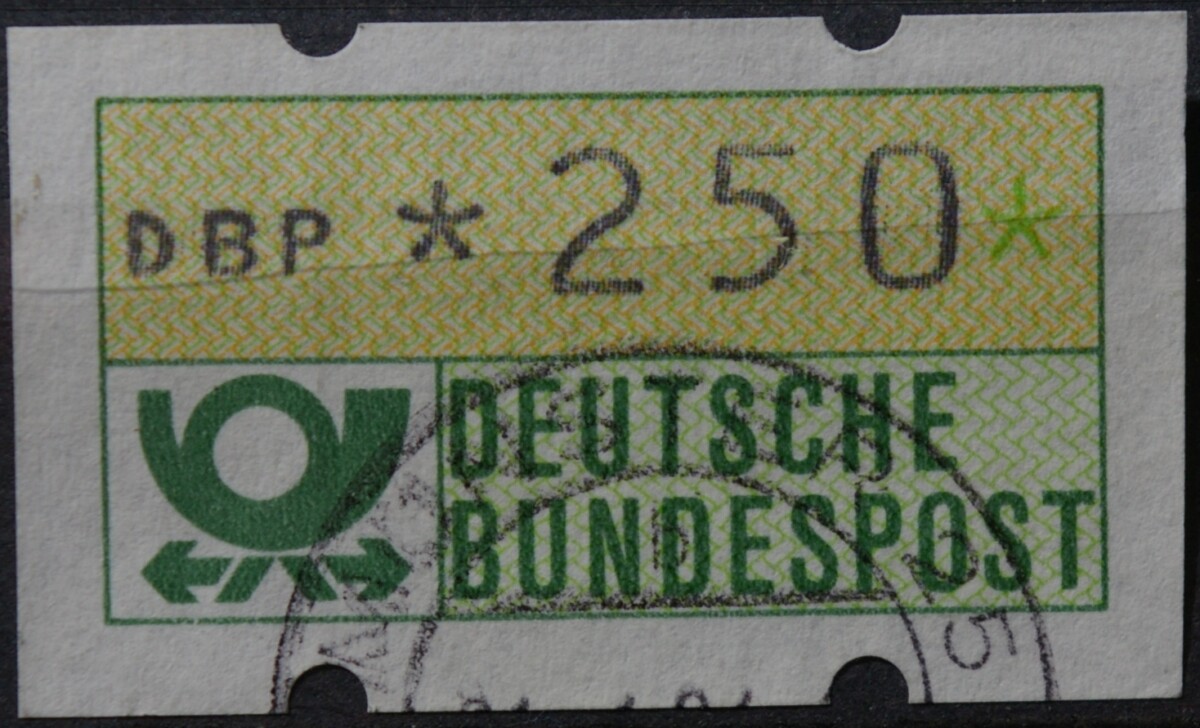 DBP *250*
DEUTSCHE
BUNDESPOST